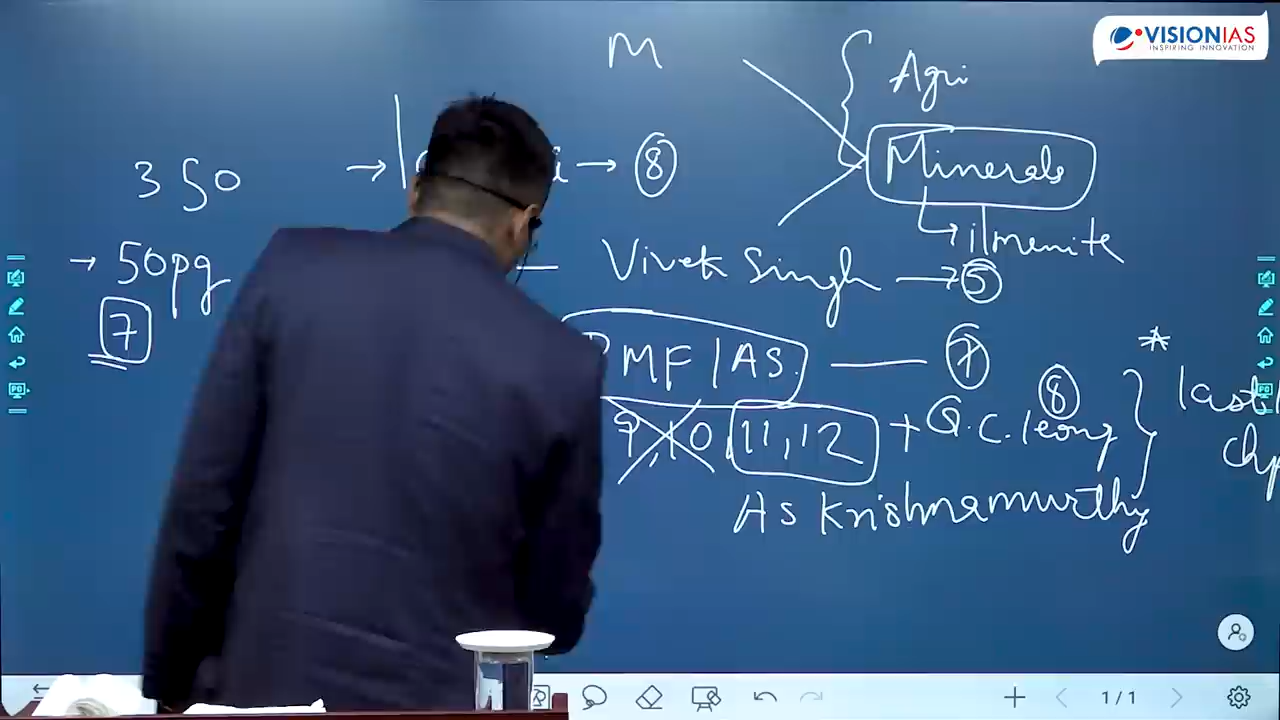 VISIONIAS
INSPIRING INNOVATION
M
Agri
350
→ → 8
Minerals
ilmenite
→ 50pg
Vivek Singh → 5
7
PMF IAS — 7
9, 10, 11, 12 + G.C. leong 8
*
last
As Krishnamurthy
1/1